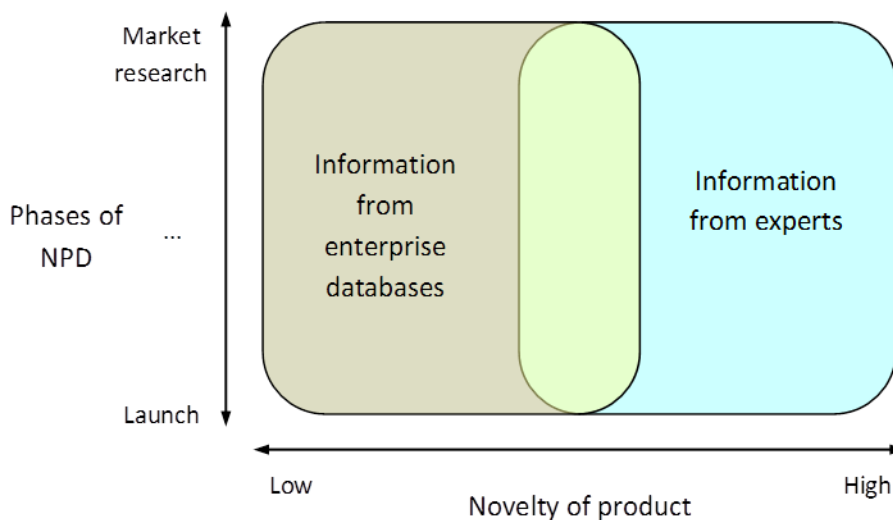 Market
research
Phases of
NPD
...
Launch
Information
from
enterprise
databases
Information
from experts
Low
High
Novelty of product